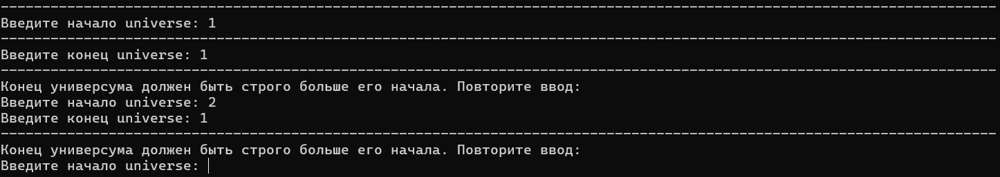 Введите начало universe: 1
Введите конец universe: 1
Конец универсума должен быть строго больше его начала. Повторите ввод:
Введите начало universe: 2
Введите конец universe: 1
Конец универсума должен быть строго больше его начала. Повторите ввод:
Введите начало universe: